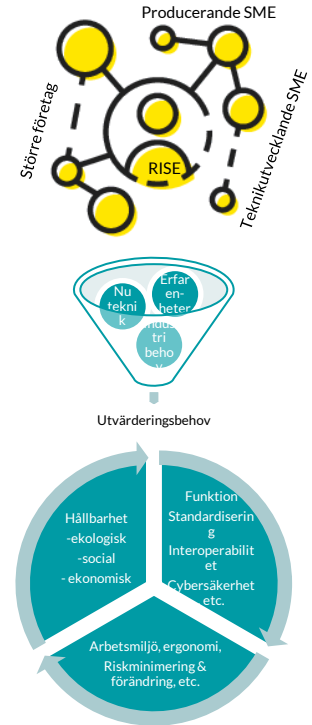 Producerande SME
Större företag
Teknikutvecklande SME
RISE
Nu
tekni
k
Erfar
en-
heter
Indus
tri
beho
v
Utvärderingsbehov
Hållbarhet
-ekologisk
-social
- ekonomisk
Funktion
Standardiserin
g
Interoperabilit
et
Cybersäkerhet
etc.
Arbetsmiljö, ergonomi,
Riskminimering &
förändring, etc.